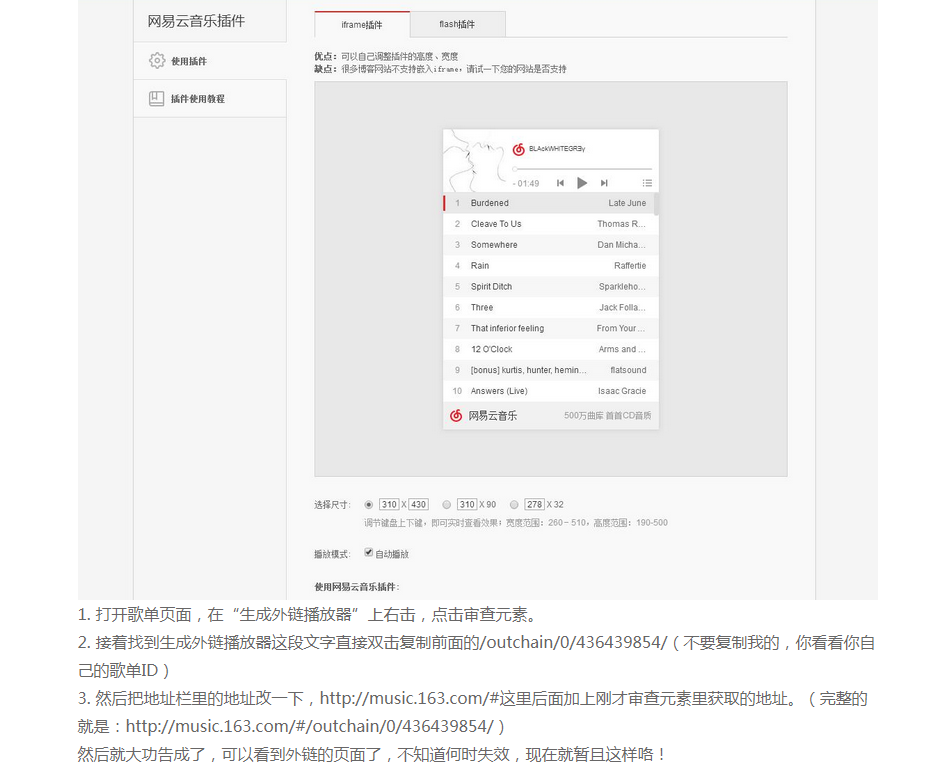 网易云音乐插件
使用插件
插件使用教程
iframe插件
flash插件
优点：可以自己调整插件的高度、宽度
缺点：很多博客网站不支持嵌入iframe，请试一下您的网站是否支持
BLAckWHITEGRƎy
- 01:49
1 Burdened Late June
2 Cleave To Us Thomas R...
3 Somewhere Dan Micha...
4 Rain Raffertie
5 Spirit Ditch Sparkleho...
6 Three Jack Folla...
7 That inferior feeling From Your ...
8 12 O'Clock Arms and ...
9 [bonus] kurtis, hunter, hemin... flatsound
10 Answers (Live) Isaac Gracie
网易云音乐 500万曲库 首首CD音质
选择尺寸: 310 X 430 310 X 90 278 X 32
调节键盘上下键，即可实时查看效果；宽度范围：260－510，高度范围：190-500
播放模式: 自动播放
使用网易云音乐插件:
1. 打开歌单页面，在“生成外链播放器”上右击，点击审查元素。
2. 接着找到生成外链播放器这段文字直接双击复制前面的/outchain/0/436439854/（不要复制我的，你看看你自
己的歌单ID）
3. 然后把地址栏里的地址改一下，http://music.163.com/#这里后面加上刚才审查元素里获取的地址。（完整的
就是：http://music.163.com/#/outchain/0/436439854/）
然后就大功告成了，可以看到外链的页面了，不知道何时失效，现在就暂且这样咯！